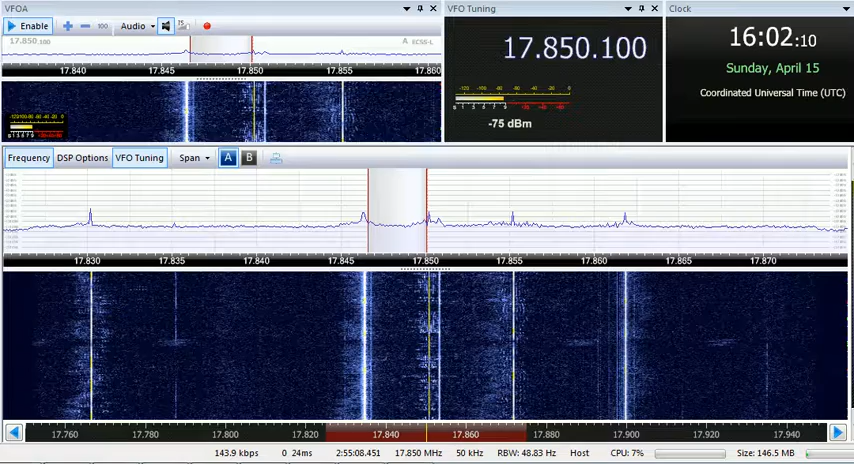 VFOA
VFO Tuning
Clock
Enable
100
Audio
75
17.850.100
A ECSS-L
17.840 17.845 17.850 17.855 17.860
17.850.100
-75 dBm
16:02:10
Sunday, April 15
Coordinated Universal Time (UTC)
Frequency DSP Options VFO Tuning Span A B
17.830 17.835 17.840 17.845 17.850 17.855 17.860 17.865 17.870
17.760 17.780 17.800 17.820 17.840 17.860 17.880 17.900 17.920 17.940
143.9 kbps 0 24ms 2:55:08.451 17.850 MHz 50 kHz RBW: 48.83 Hz Host CPU: 7% Size: 146.5 MB